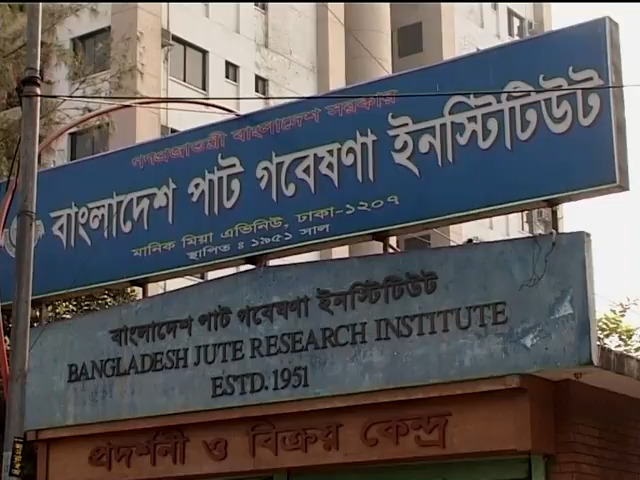 গণপ্রজাতন্ত্রী বাংলাদেশ সরকার
বাংলাদেশ পাট গবেষণা ইনস্টিটিউট
মানিক মিয়া এভিনিউ, ঢাকা-১২০৭
স্থাপিত : ১৯৫১ সাল
বাংলাদেশ পাট গবেষণা ইনস্টিটিউট
BANGLADESH JUTE RESEARCH INSTITUTE
ESTD. 1951
প্রদর্শনী ও বিক্রয় কেন্দ্র